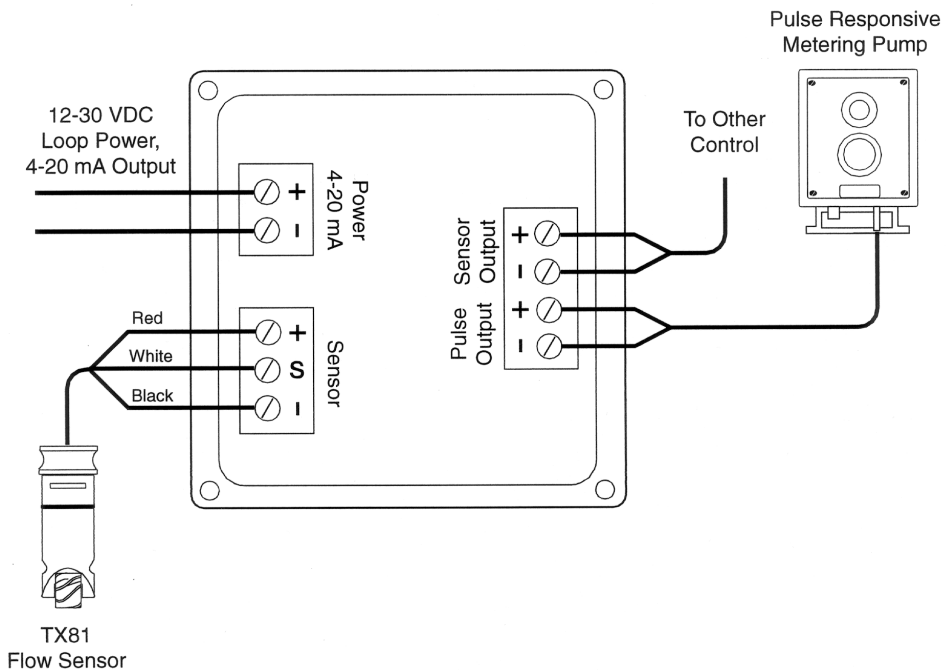 Pulse Responsive
Metering Pump
12-30 VDC
Loop Power,
4-20 mA Output
To Other
Control
+
-
Power
4-20 mA
Sensor
Output
+
-
Pulse
Output
+
-
Red
White
Black
+
S
-
Sensor
TX81
Flow Sensor